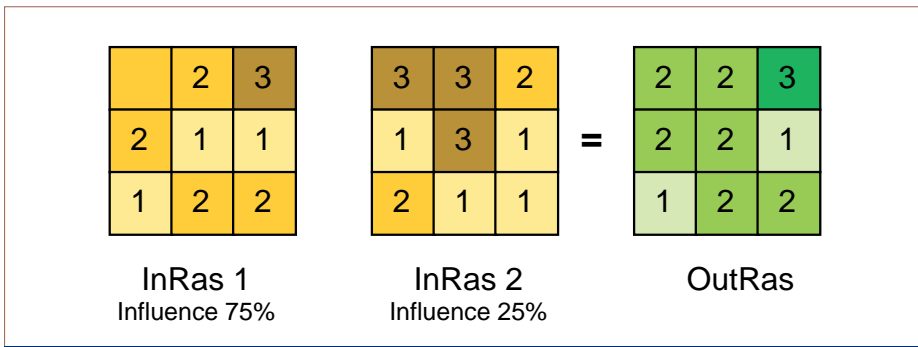 2 3 3 3 2 2 2 3
2 1 1 1 3 1 = 2 2 1
1 2 2 2 1 1 1 2 2
InRas 1 InRas 2 OutRas
Influence 75% Influence 25%